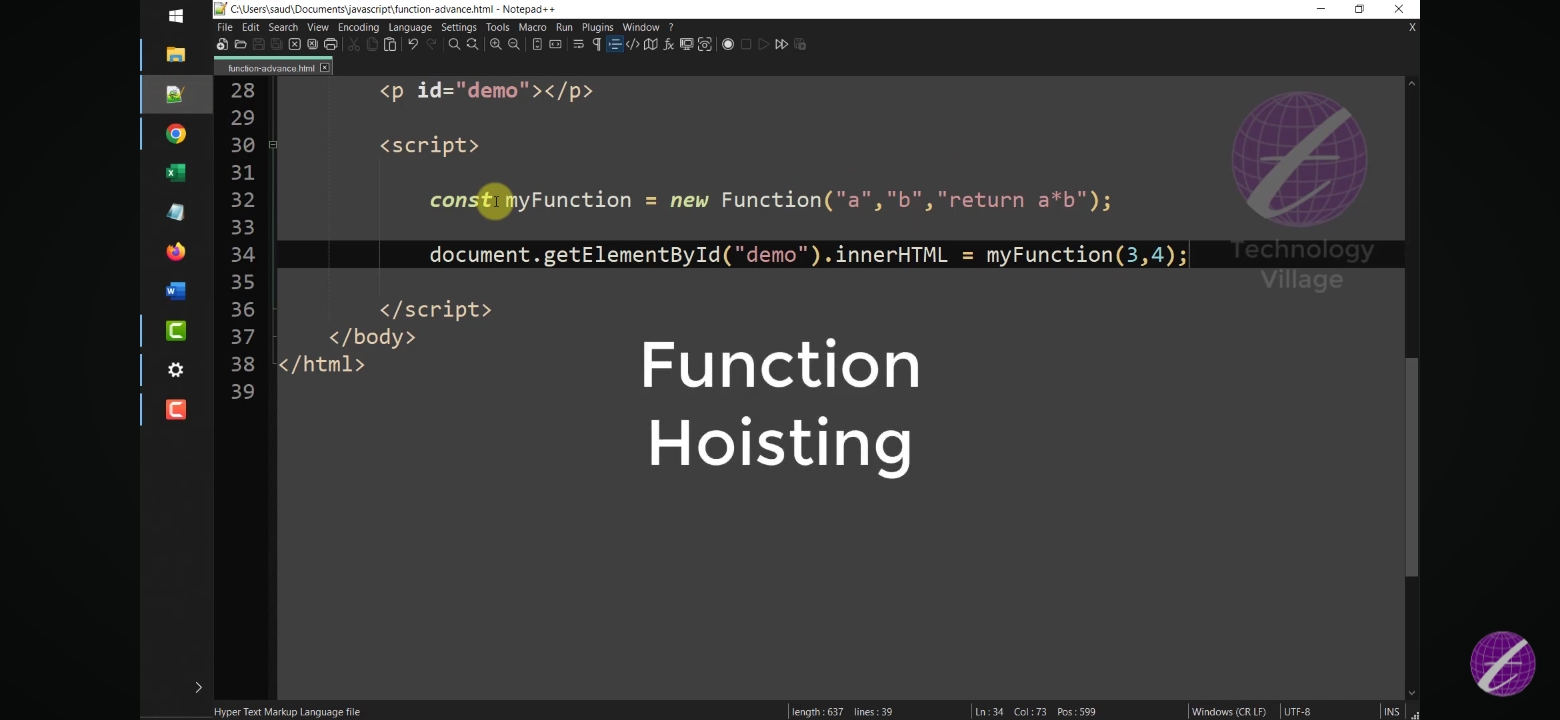 C:\Users\saud\Documents\javascript\function-advance.html - Notepad++
File Edit Search View Encoding Language Settings Tools Macro Run Plugins Window ?
X
function-advance.html
28 <p id="demo"></p>
29
30 <script>
31
32 const myFunction = new Function("a","b","return a*b");
33
34 document.getElementById("demo").innerHTML = myFunction(3,4);
35
36 </script>
37 </body>
38 </html>
39
Technology
Village
Function
Hoisting
Hyper Text Markup Language file length : 637 lines : 39 Ln : 34 Col : 73 Pos : 599 Windows (CR LF) UTF-8 INS